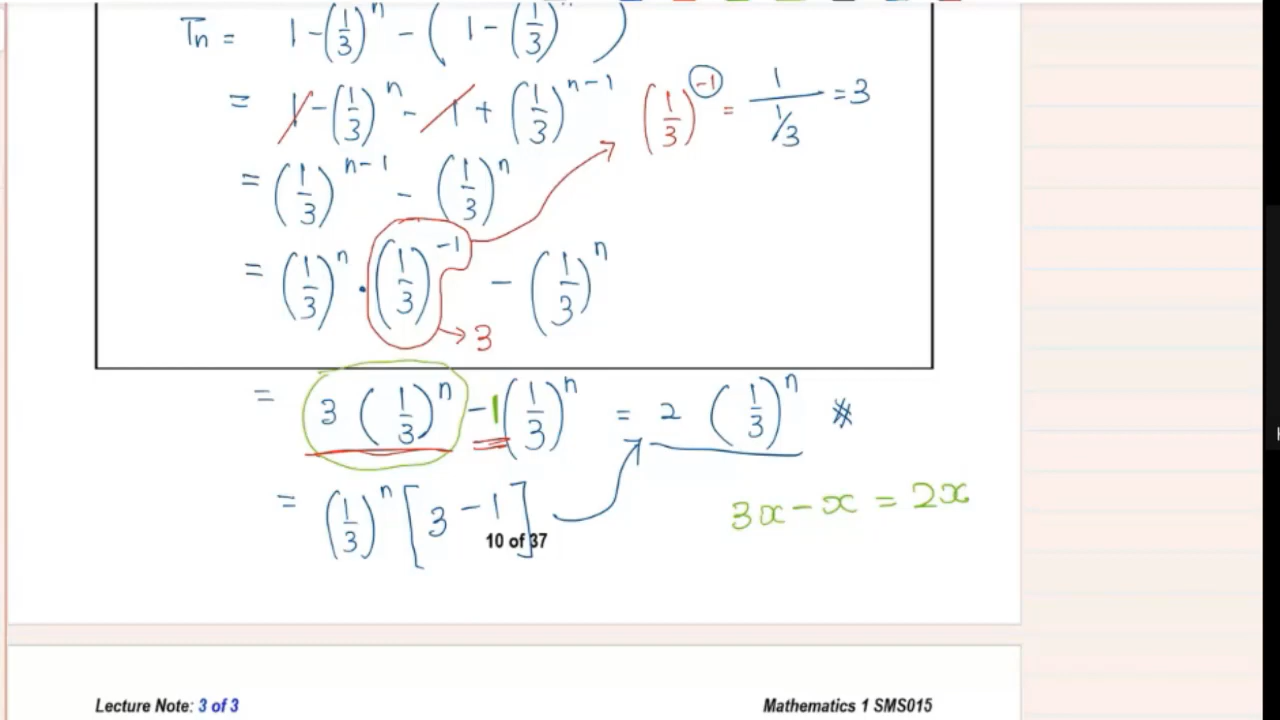 Tn = 1 - (1/3)^n - ( 1 - (1/3)^n )
= 1 - (1/3)^n - 1 + (1/3)^{n-1}
(1/3)^{-1} = 1/(1/3) = 3
= (1/3)^{n-1} - (1/3)^n
= (1/3)^n · (1/3)^{-1} - (1/3)^n
→ 3
= 3 (1/3)^n - 1 (1/3)^n = 2 (1/3)^n ⋕
= (1/3)^n [3 - 1]
3x - x = 2x
10 of 37
Lecture Note: 3 of 3
Mathematics 1 SMS015